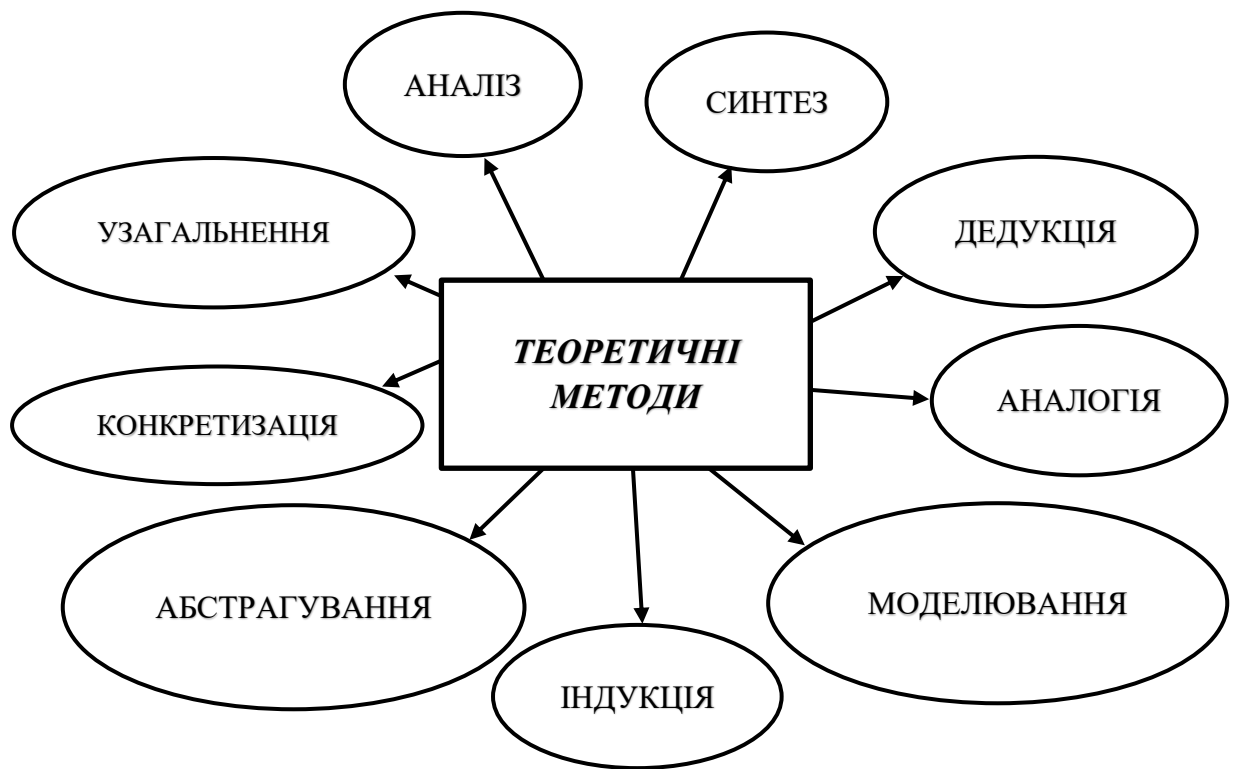 АНАЛІЗ
СИНТЕЗ
УЗАГАЛЬНЕННЯ
ДЕДУКЦІЯ
ТЕОРЕТИЧНІ
МЕТОДИ
АНАЛОГІЯ
КОНКРЕТИЗАЦІЯ
АБСТРАГУВАННЯ
МОДЕЛЮВАННЯ
ІНДУКЦІЯ